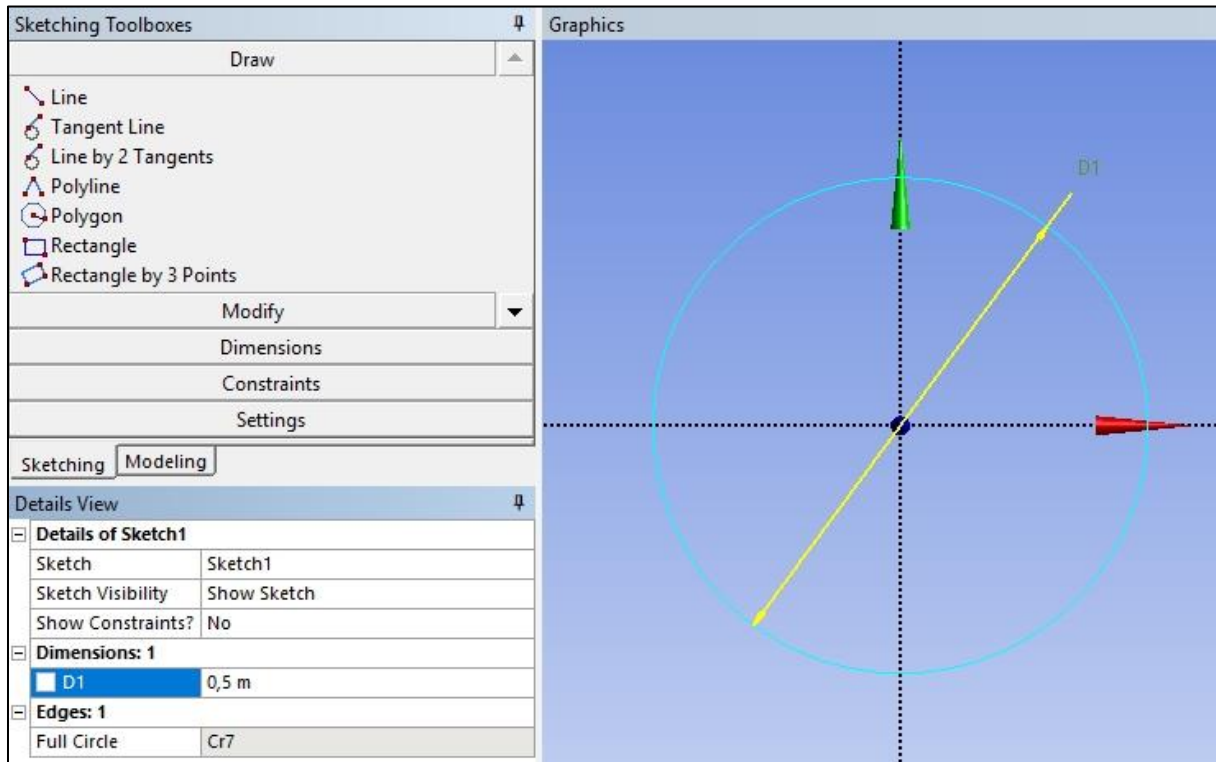 Sketching Toolboxes
Draw
Line
Tangent Line
Line by 2 Tangents
Polyline
Polygon
Rectangle
Rectangle by 3 Points
Modify
Dimensions
Constraints
Settings
Sketching Modeling
Details View
Details of Sketch1
Sketch Sketch1
Sketch Visibility Show Sketch
Show Constraints? No
Dimensions: 1
D1 0,5 m
Edges: 1
Full Circle Cr7
Graphics
D1